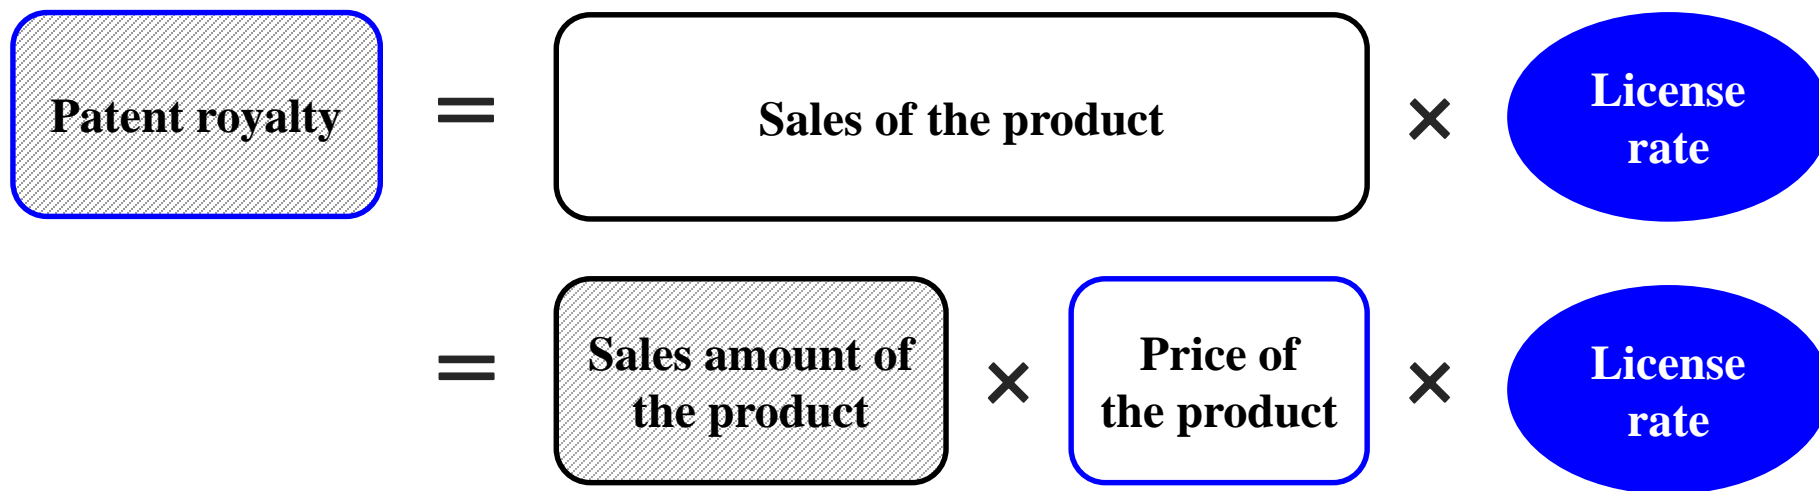 Patent royalty = Sales of the product × License
rate
= Sales amount of
the product × Price of
the product × License
rate